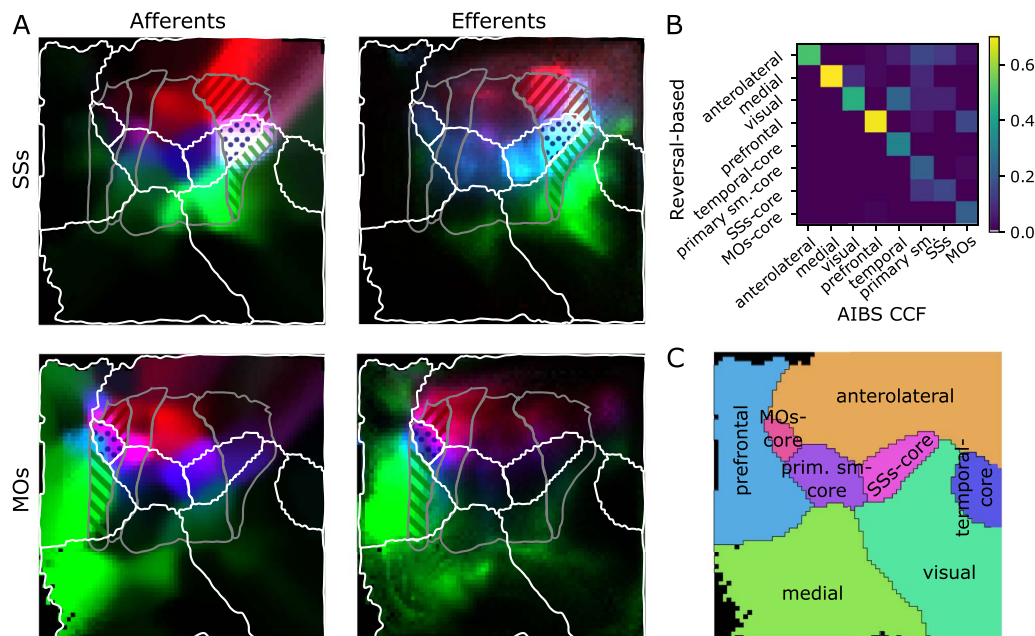 A
Afferents
Efferents
SSs
MOs
B
Reversal-based
anterolateral
medial
visual
prefrontal
temporal-core
primary sm.-core
SSs-core
MOs-core
0.6
0.4
0.2
0.0
anterolateral
medial
visual
prefrontal
temporal
primary sm.
SSs
MOs
AIBS CCF
C
anterolateral
prefrontal
MOs-
core
prim. sm-
core
SSs-core
termporal-
core
visual
medial